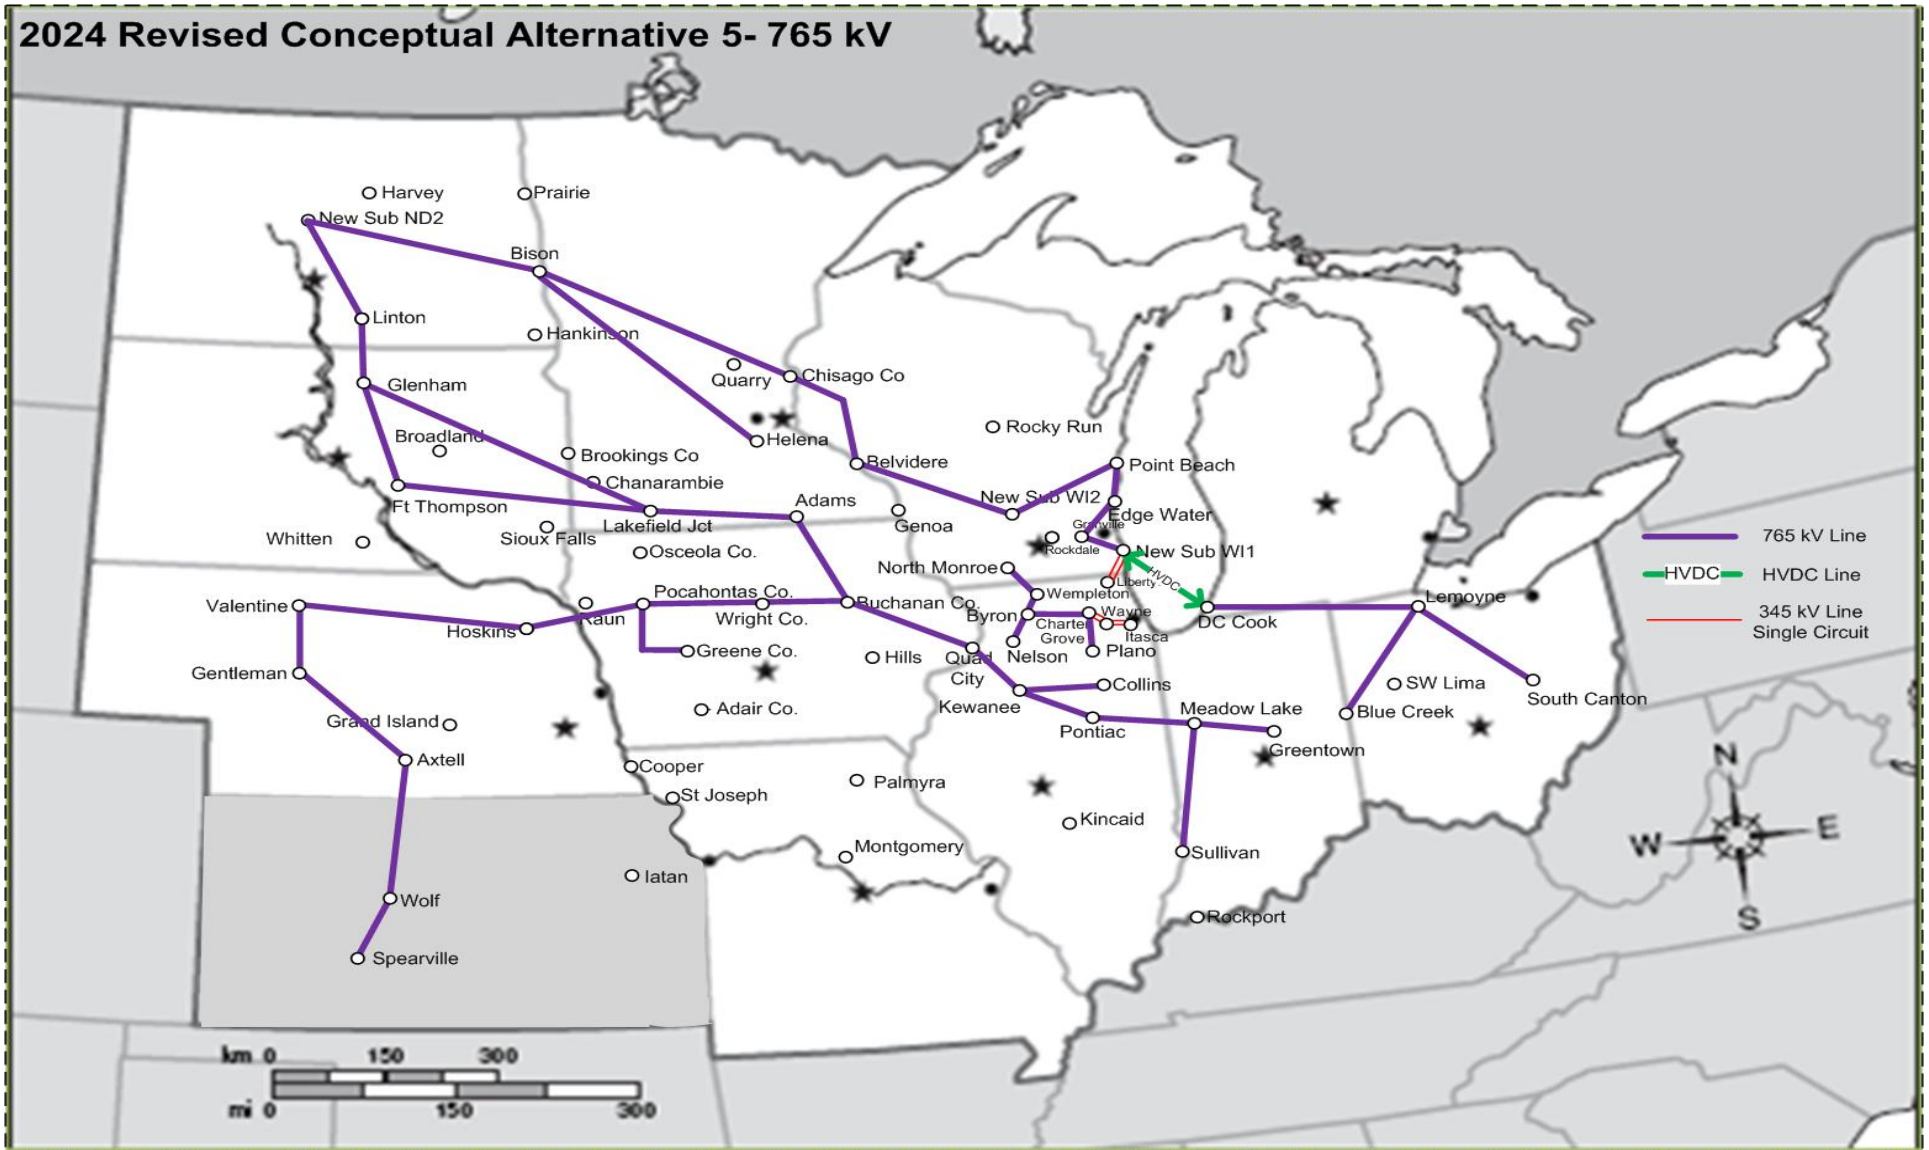 2024 Revised Conceptual Alternative 5- 765 kV
Harvey
Prairie
New Sub ND2
Bison
Linton
Hankinson
Quarry
Chisago Co
Glenham
Broadland
Helena
Rocky Run
Brookings Co
Belvidere
Point Beach
Chanarambie
New Sub WI2
Adams
Ft Thompson
Lakefield Jct
Genoa
Edge Water
Granville
Whitten
Sioux Falls
Osceola Co.
Rockdale
New Sub WI1
765 kV Line
HVDC
HVDC Line
345 kV Line
Single Circuit
North Monroe
Liberty
HVDC
Valentine
Pocahontas Co.
Buchanan Co.
Wempleton
Lemoyne
Hoskins
Raun
Wright Co.
Byron
Charter
Grove
Wayne
Itasca
DC Cook
Gentleman
Greene Co.
Hills
Quad
City
Nelson
Plano
Collins
SW Lima
South Canton
Grand Island
Adair Co.
Kewanee
Meadow Lake
Blue Creek
Pontiac
Greentown
Axtell
Cooper
St Joseph
Palmyra
Kincaid
Montgomery
Sullivan
Iatan
Wolf
Rockport
Spearville
N
W
E
S
km 0 150 300
mi 0 150 300